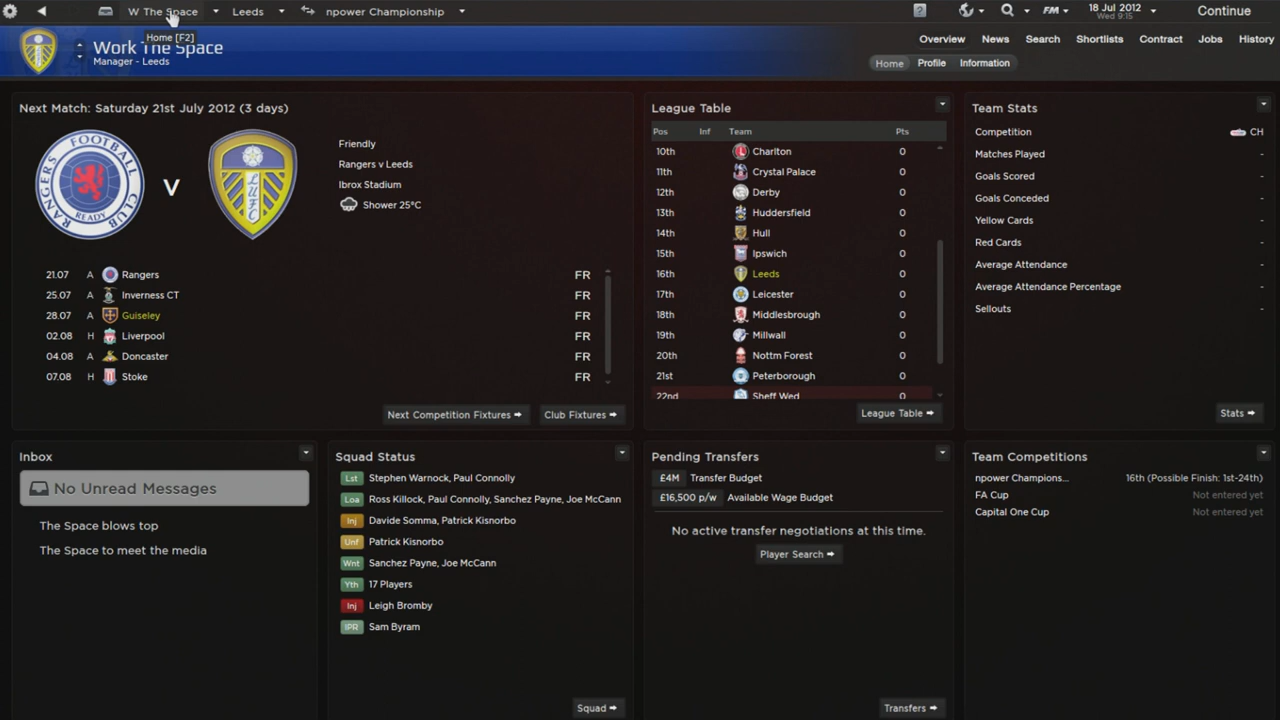 W The Space
Leeds
npower Championship
?
FM
18 Jul 2012
Wed 9:15
Continue
Home [F2]
Work The Space
Manager - Leeds
Overview
News
Search
Shortlists
Contract
Jobs
History
Home
Profile
Information
Next Match: Saturday 21st July 2012 (3 days)
RANGERS FOOTBALL CLUB
READY
V
LUFC
Friendly
Rangers v Leeds
Ibrox Stadium
Shower 25°C
21.07 A Rangers FR
25.07 A Inverness CT FR
28.07 A Guiseley FR
02.08 H Liverpool FR
04.08 A Doncaster FR
07.08 H Stoke FR
Next Competition Fixtures
Club Fixtures
League Table
Pos Inf Team Pts
10th Charlton 0
11th Crystal Palace 0
12th Derby 0
13th Huddersfield 0
14th Hull 0
15th Ipswich 0
16th Leeds 0
17th Leicester 0
18th Middlesbrough 0
19th Millwall 0
20th Nottm Forest 0
21st Peterborough 0
22nd Sheff Wed 0
League Table
Team Stats
Competition CH
Matches Played -
Goals Scored -
Goals Conceded -
Yellow Cards -
Red Cards -
Average Attendance -
Average Attendance Percentage -
Sellouts -
Stats
Inbox
No Unread Messages
The Space blows top
The Space to meet the media
Squad Status
Lst Stephen Warnock, Paul Connolly
Loa Ross Killock, Paul Connolly, Sanchez Payne, Joe McCann
Inj Davide Somma, Patrick Kisnorbo
Unf Patrick Kisnorbo
Wnt Sanchez Payne, Joe McCann
Yth 17 Players
Inj Leigh Bromby
IPR Sam Byram
Squad
Pending Transfers
£4M Transfer Budget
£16,500 p/w Available Wage Budget
No active transfer negotiations at this time.
Player Search
Transfers
Team Competitions
npower Champions... 16th (Possible Finish: 1st-24th)
FA Cup Not entered yet
Capital One Cup Not entered yet